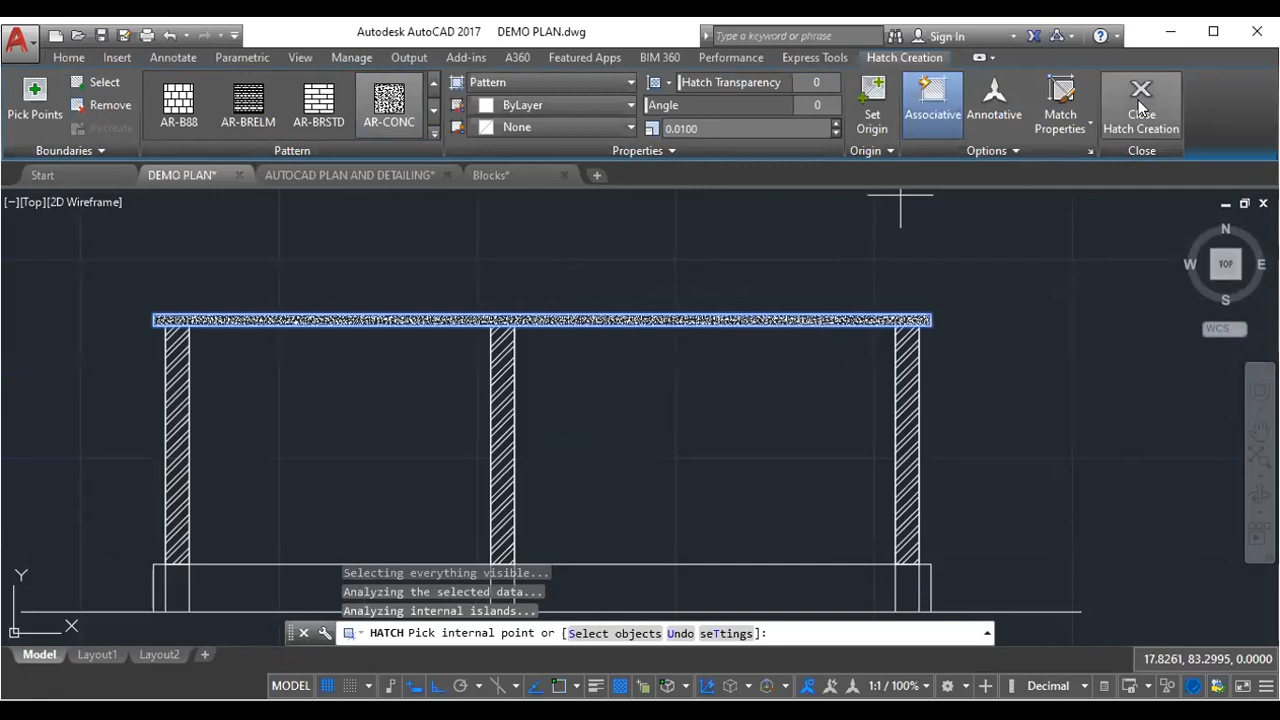 Autodesk AutoCAD 2017 DEMO PLAN.dwg
Type a keyword or phrase
Sign In
Home Insert Annotate Parametric View Manage Output Add-ins A360 Featured Apps BIM 360 Performance Express Tools Hatch Creation
Pick Points
Select
Remove
Recreate
Boundaries
AR-B88 AR-BRELM AR-BRSTD AR-CONC
Pattern
Pattern
ByLayer
None
Hatch Transparency 0
Angle 0
0.0100
Properties
Set
Origin
Origin
Associative
Annotative
Match
Properties
Options
Close
Hatch Creation
Close
Start DEMO PLAN* AUTOCAD PLAN AND DETAILING* Blocks*
[−][Top][2D Wireframe]
N
W TOP E
S
WCS
Selecting everything visible...
Analyzing the selected data...
Analyzing internal islands...
Y
X
HATCH Pick internal point or [Select objects Undo seTtings]:
Model Layout1 Layout2
17.8261, 83.2995, 0.0000
MODEL 1:1 / 100% Decimal